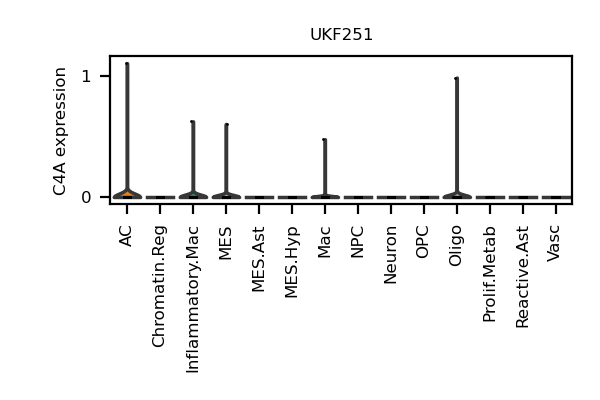 UKF251
C4A expression
1
0
AC
Chromatin.Reg
Inflammatory.Mac
MES
MES.Ast
MES.Hyp
Mac
NPC
Neuron
OPC
Oligo
Prolif.Metab
Reactive.Ast
Vasc